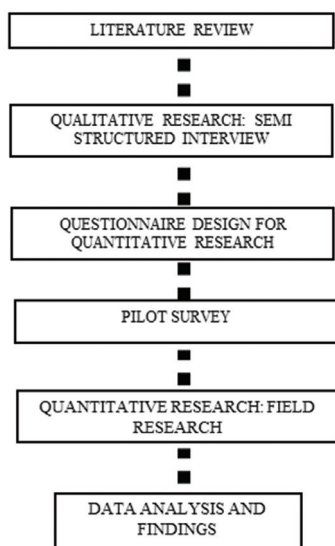 LITERATURE REVIEW
QUALITATIVE RESEARCH: SEMI
STRUCTURED INTERVIEW
QUESTIONNAIRE DESIGN FOR
QUANTITATIVE RESEARCH
PILOT SURVEY
QUANTITATIVE RESEARCH: FIELD
RESEARCH
DATA ANALYSIS AND
FINDINGS